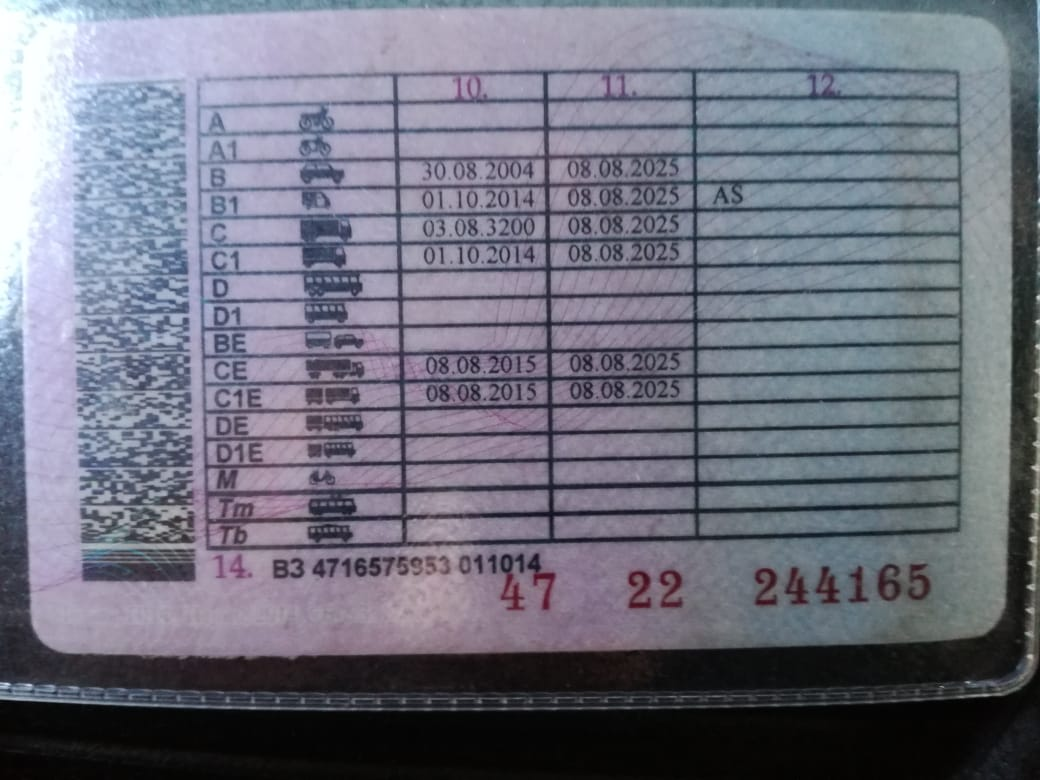 10. 11. 12.
A
A1
B 30.08.2004 08.08.2025
B1 01.10.2014 08.08.2025 AS
C 03.08.3200 08.08.2025
C1 01.10.2014 08.08.2025
D
D1
BE
CE 08.08.2015 08.08.2025
C1E 08.08.2015 08.08.2025
DE
D1E
M
Tm
Tb
14. ВЗ 4716575953 011014
47 22 244165